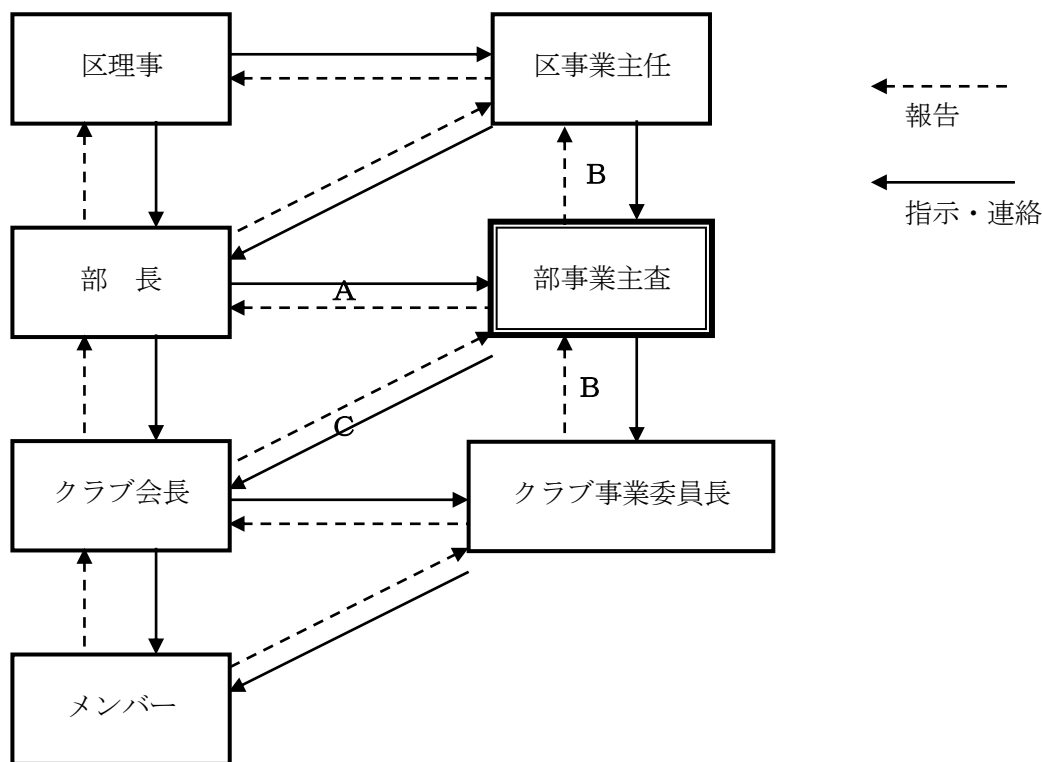 区理事
区事業主任
報告
B
指示・連絡
部　長
A
部事業主査
B
C
クラブ会長
クラブ事業委員長
メンバー